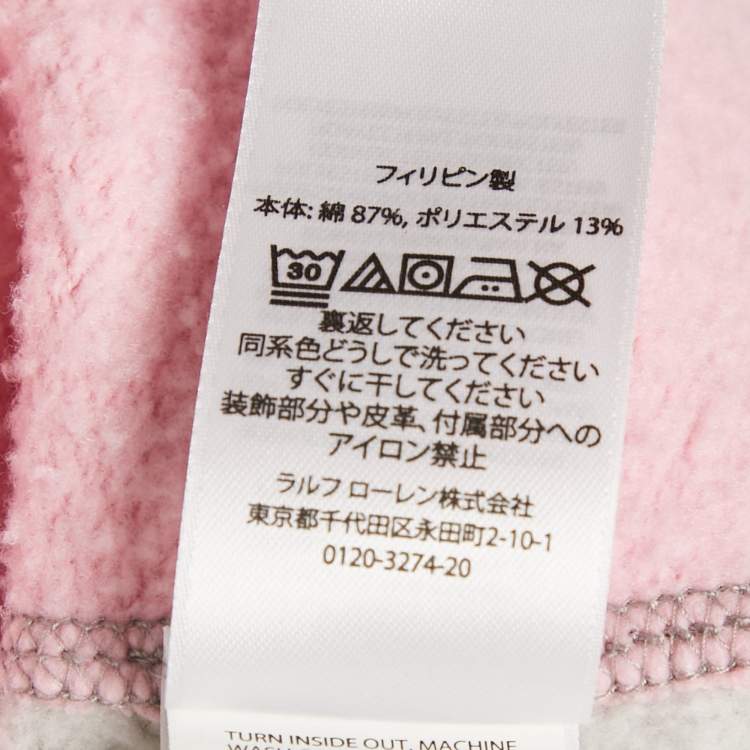 フィリピン製
本体: 綿 87%, ポリエステル 13%
30
裏返してください
同系色どうしで洗ってください
すぐに干してください
装飾部分や皮革、付属部分への
アイロン禁止
ラルフ ローレン株式会社
東京都千代田区永田町2-10-1
0120-3274-20
TURN INSIDE OUT, MACHINE